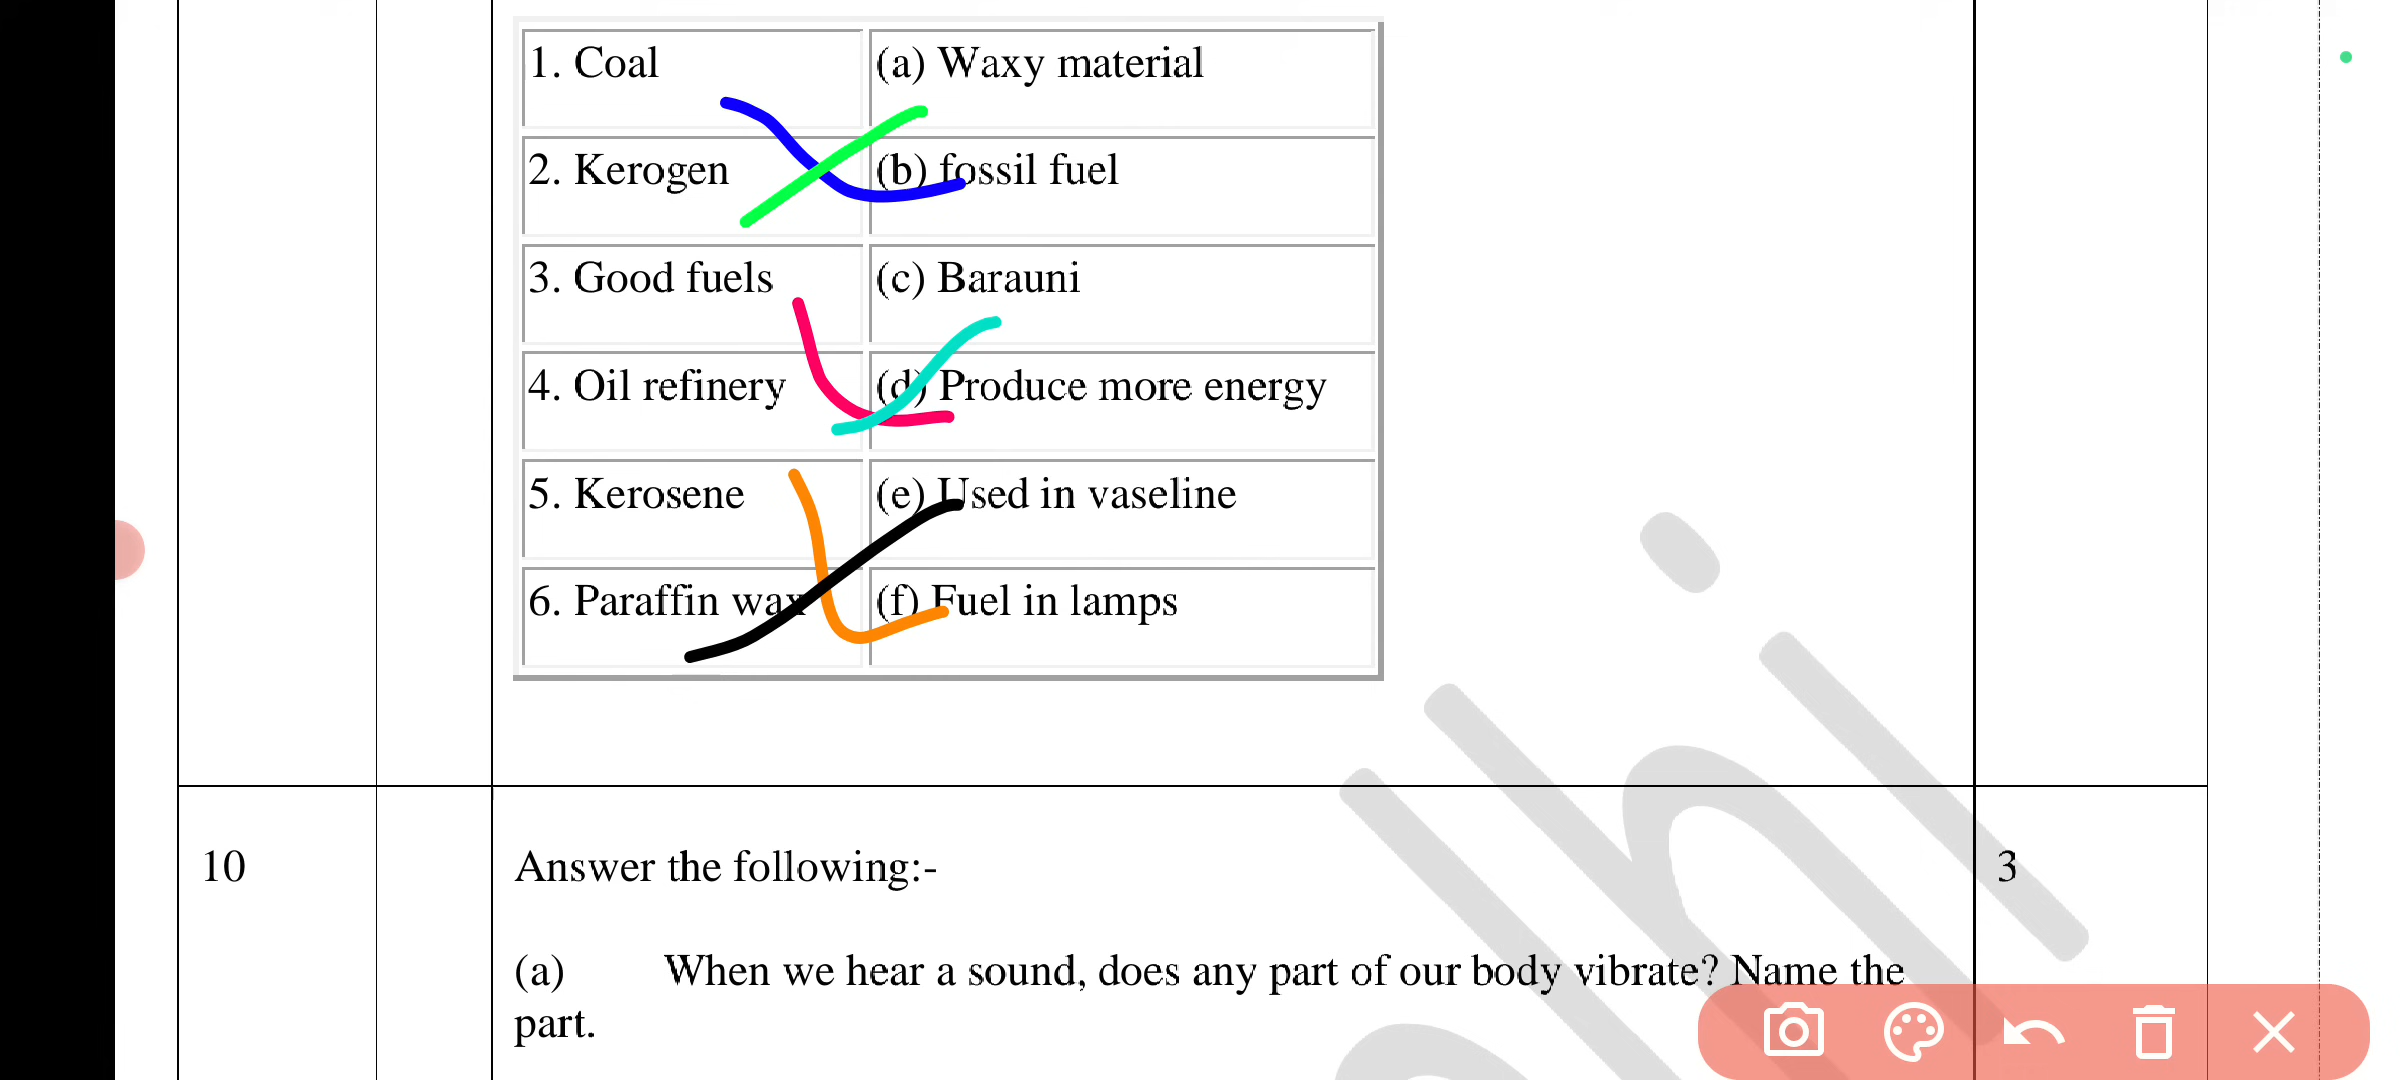 1. Coal (a) Waxy material
2. Kerogen (b) fossil fuel
3. Good fuels (c) Barauni
4. Oil refinery (d) Produce more energy
5. Kerosene (e) Used in vaseline
6. Paraffin wax (f) Fuel in lamps
10 Answer the following:- 3
(a) When we hear a sound, does any part of our body vibrate? Name the
part.